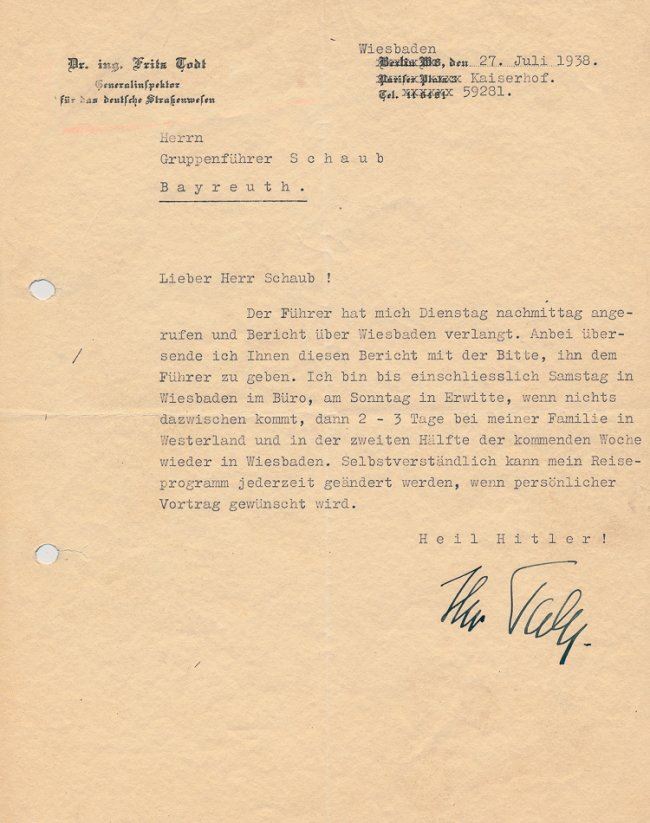 Dr. ing. Fritz Todt
Generalinspektor
für das deutsche Straßenwesen
Wiesbaden
Berlin W8, den 27. Juli 1938.
Pariser Platz 3 Kaiserhof.
Tel. 59281.
Herrn
Gruppenführer S c h a u b
B a y r e u t h .
Lieber Herr Schaub !
Der Führer hat mich Dienstag nachmittag ange-
rufen und Bericht über Wiesbaden verlangt. Anbei über-
sende ich Ihnen diesen Bericht mit der Bitte, ihn dem
Führer zu geben. Ich bin bis einschliesslich Samstag in
Wiesbaden im Büro, am Sonntag in Erwitte, wenn nichts
dazwischen kommt, dann 2 - 3 Tage bei meiner Familie in
Westerland und in der zweiten Hälfte der kommenden Woche
wieder in Wiesbaden. Selbstverständlich kann mein Reise-
programm jederzeit geändert werden, wenn persönlicher
Vortrag gewünscht wird.
H e i l H i t l e r !
Ihr Todt.